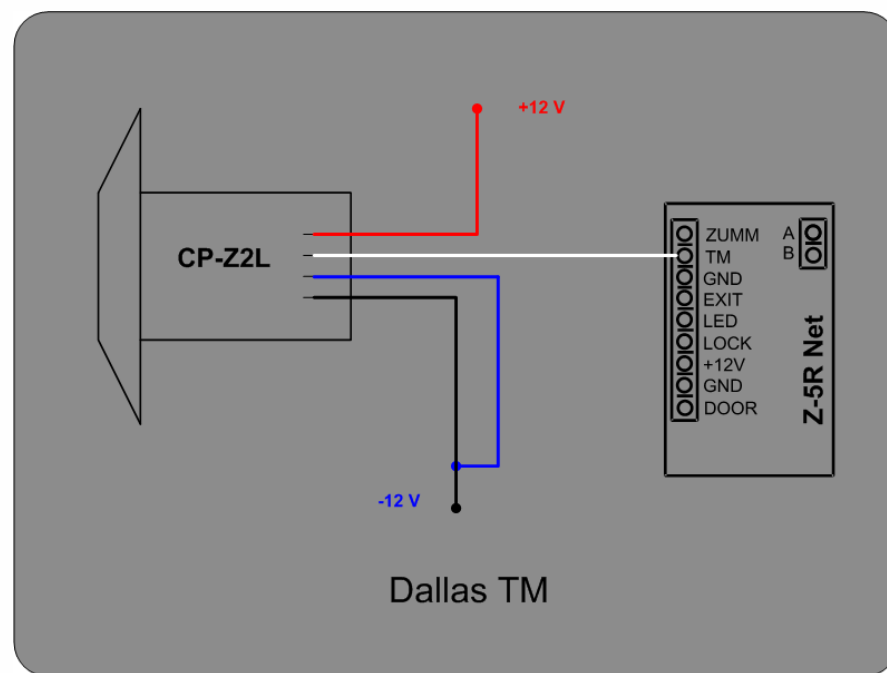 +12 V
CP-Z2L
ZUMM
TM
GND
EXIT
LED
LOCK
+12V
GND
DOOR
A
B
Z-5R Net
-12 V
Dallas TM